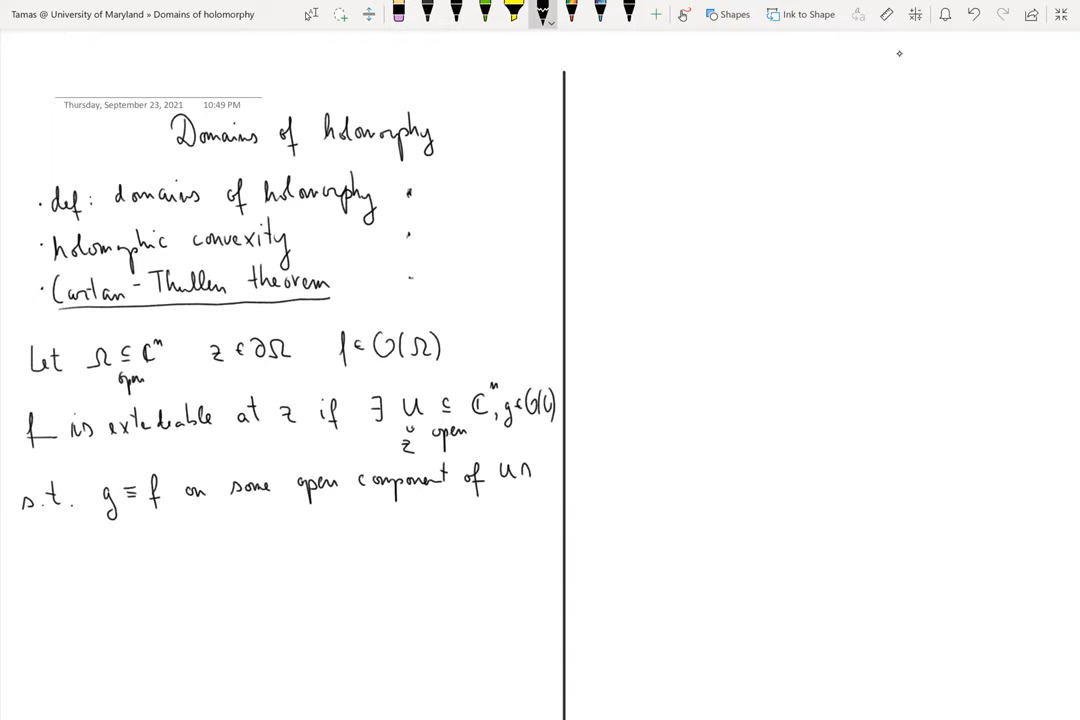 Tamas @ University of Maryland » Domains of holomorphy
Shapes
Ink to Shape
Thursday, September 23, 2021 10:49 PM
Domains of holomorphy
· def: domains of holomorphy
· holomophic convexity
· Cartan - Thullen theorem
Let Ω ⊆ ℂⁿ z ∈ ∂Ω f ∈ O(Ω)
open
f is extedeable at z if ∃ U ⊆ ℂⁿ, g ∈ O(U)
∪ open
z
s.t. g ≡ f on some open component of U∩